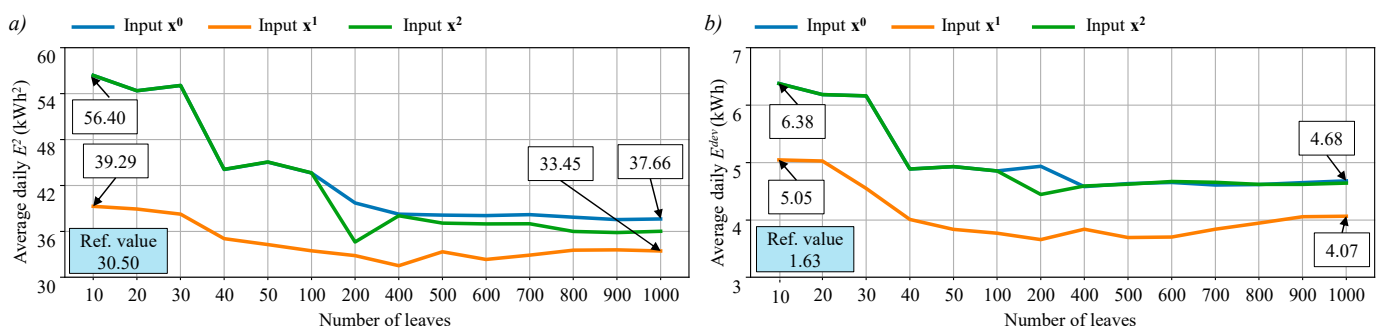 a) Input x⁰ Input x¹ Input x²
Average daily E² (kWh²)
60
54
48
42
36
30
56.40
39.29
33.45
37.66
Ref. value
30.50
10 20 30 40 50 100 200 400 500 600 700 800 900 1000
Number of leaves
b) Input x⁰ Input x¹ Input x²
Average daily Eᵈᵉᵛ (kWh)
7
6
5
4
3
6.38
5.05
4.68
4.07
Ref. value
1.63
10 20 30 40 50 100 200 400 500 600 700 800 900 1000
Number of leaves